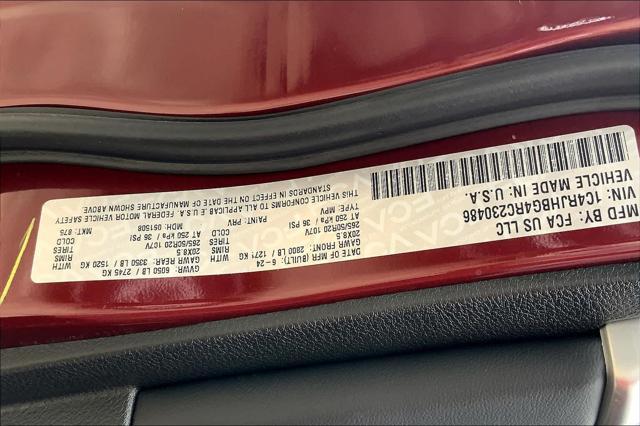 MFD BY: FCA US LLC
DATE OF MFR (BUILT): 6-24
GVWR: 6050 LB / 2745 KG
GAWR FRONT: 2800 LB / 1271 KG
GAWR REAR: 3350 LB / 1520 KG
265/50R20 107V
TIRES
265/50R20 107V
TIRES
20X8.5
RIMS
20X8.5
RIMS
AT 250 kPa / 36 PSI
COLD
AT 250 kPa / 36 PSI
COLD
THIS VEHICLE CONFORMS TO ALL APPLICABLE U.S.A. FEDERAL MOTOR VEHICLE SAFETY
STANDARDS IN EFFECT ON THE DATE OF MANUFACTURE SHOWN ABOVE.
VIN: 1C4RJHBG4RC230486
TYPE: MPV
PAINT: PRV
MDH: 051508
MKT: 979
VEHICLE MADE IN: U.S.A.